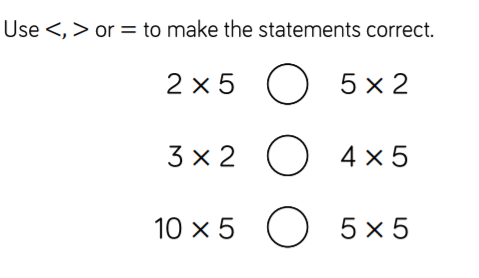 Use <, > or = to make the statements correct.
2 × 5 ◯ 5 × 2
3 × 2 ◯ 4 × 5
10 × 5 ◯ 5 × 5